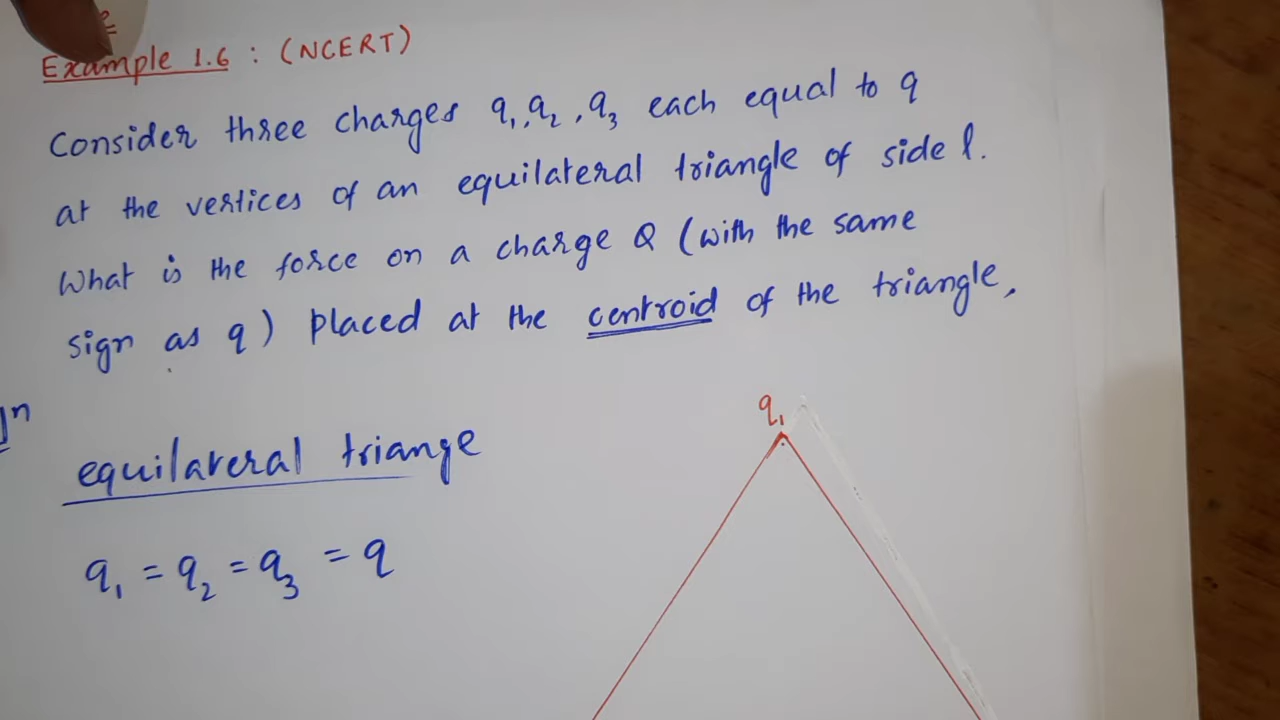 Example 1.6 : (NCERT)
Consider three charges q₁, q₂, q₃ each equal to q
at the vertices of an equilateral triangle of side l.
What is the force on a charge Q (with the same
sign as q) placed at the centroid of the triangle,
equilateral triange
q₁ = q₂ = q₃ = q
q₁